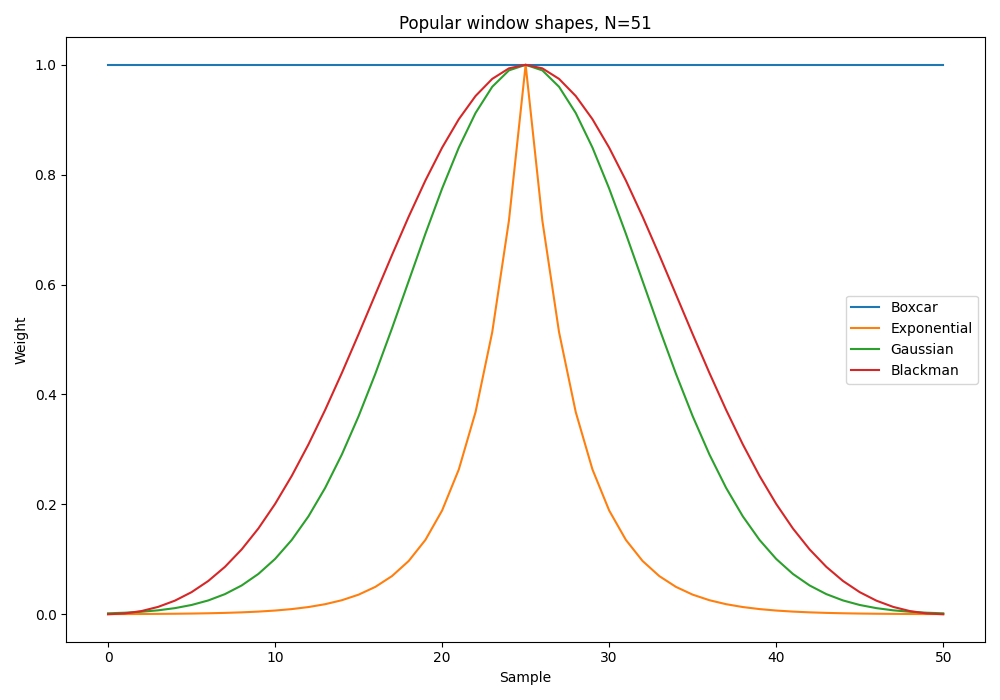 Popular window shapes, N=51
Weight
1.0
0.8
0.6
0.4
0.2
0.0
Boxcar
Exponential
Gaussian
Blackman
0 10 20 30 40 50
Sample